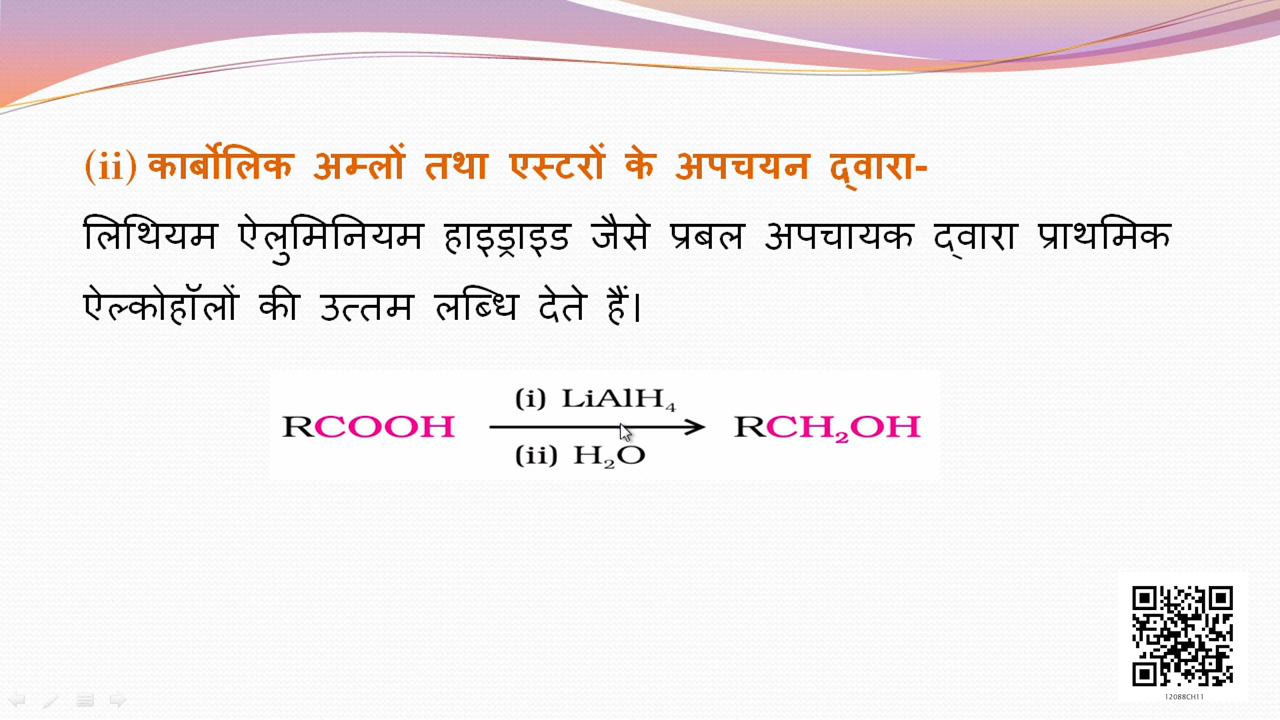 (ii) कार्बोलिक अम्लों तथा एस्टरों के अपचयन द्वारा-
लिथियम ऐलुमिनियम हाइड्राइड जैसे प्रबल अपचायक द्वारा प्राथमिक
ऐल्कोहॉलों की उत्तम लब्धि देते हैं।
(i) LiAlH₄
RCOOH → RCH₂OH
(ii) H₂O
12088CH11